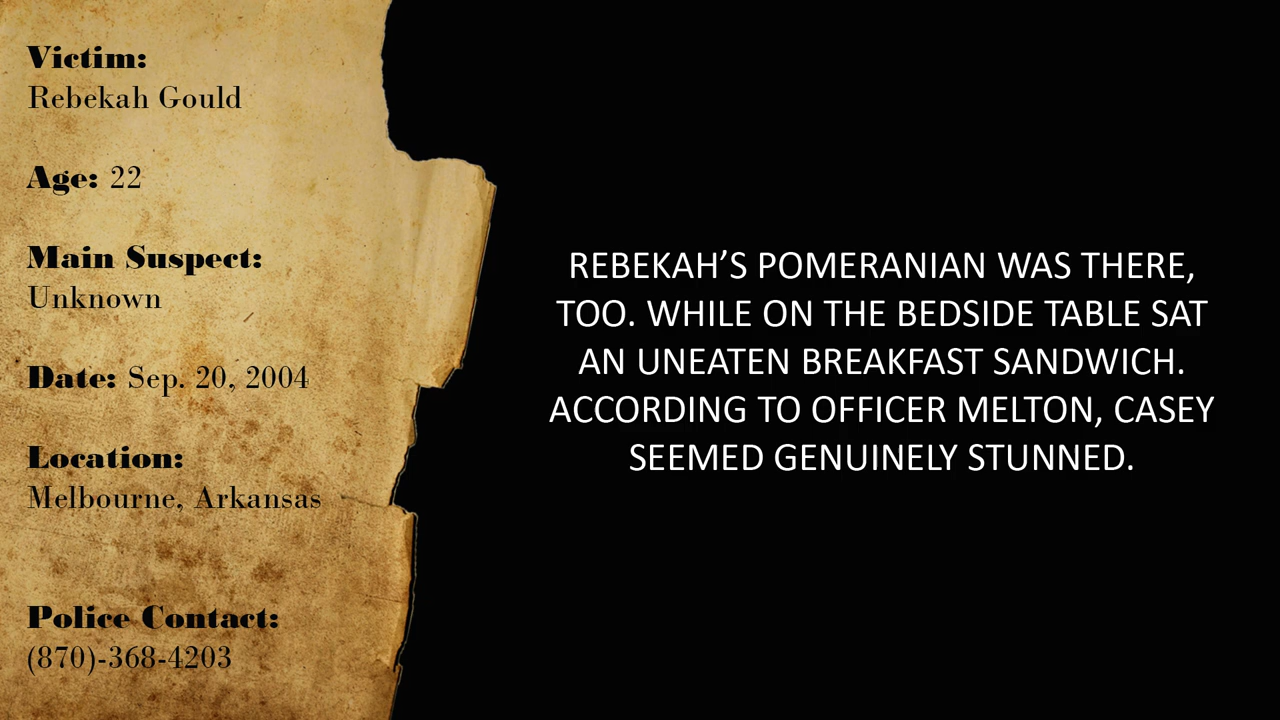 Victim:
Rebekah Gould
Age: 22
Main Suspect:
Unknown
Date: Sep. 20, 2004
Location:
Melbourne, Arkansas
Police Contact:
(870)-368-4203
REBEKAH’S POMERANIAN WAS THERE,
TOO. WHILE ON THE BEDSIDE TABLE SAT
AN UNEATEN BREAKFAST SANDWICH.
ACCORDING TO OFFICER MELTON, CASEY
SEEMED GENUINELY STUNNED.